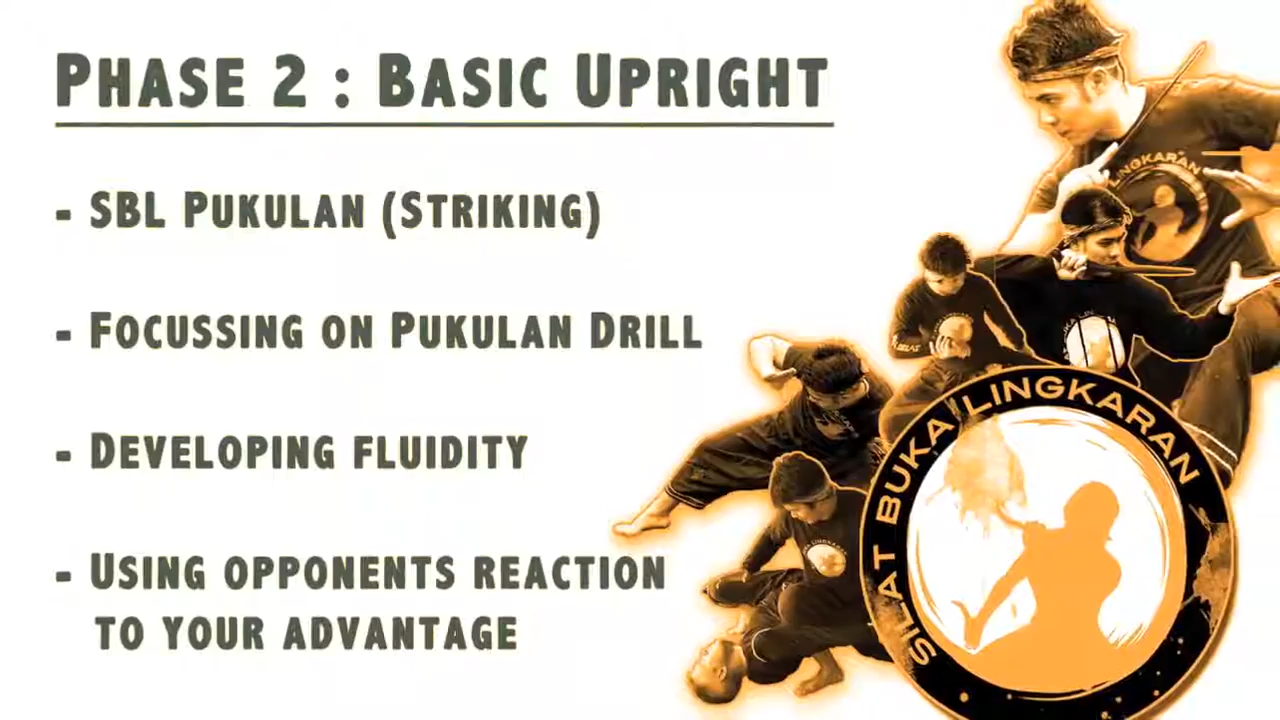 PHASE 2 : BASIC UPRIGHT
- SBL PUKULAN (STRIKING)
- FOCUSSING ON PUKULAN DRILL
- DEVELOPING FLUIDITY
- USING OPPONENTS REACTION
TO YOUR ADVANTAGE
LINGKARAN
SILAT BUKA LINGKARAN